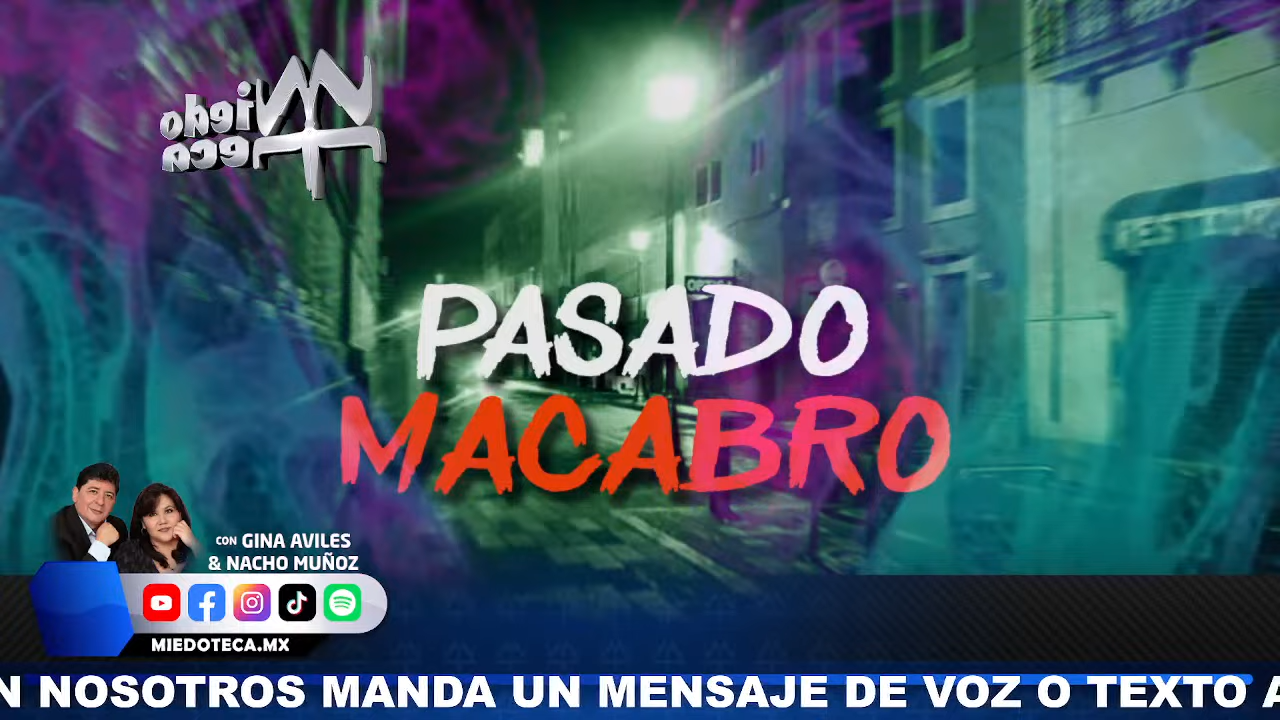 Miedo
Teca
PASADO
MACABRO
CON GINA AVILES
& NACHO MUÑOZ
MIEDOTECA.MX
N NOSOTROS MANDA UN MENSAJE DE VOZ O TEXTO A